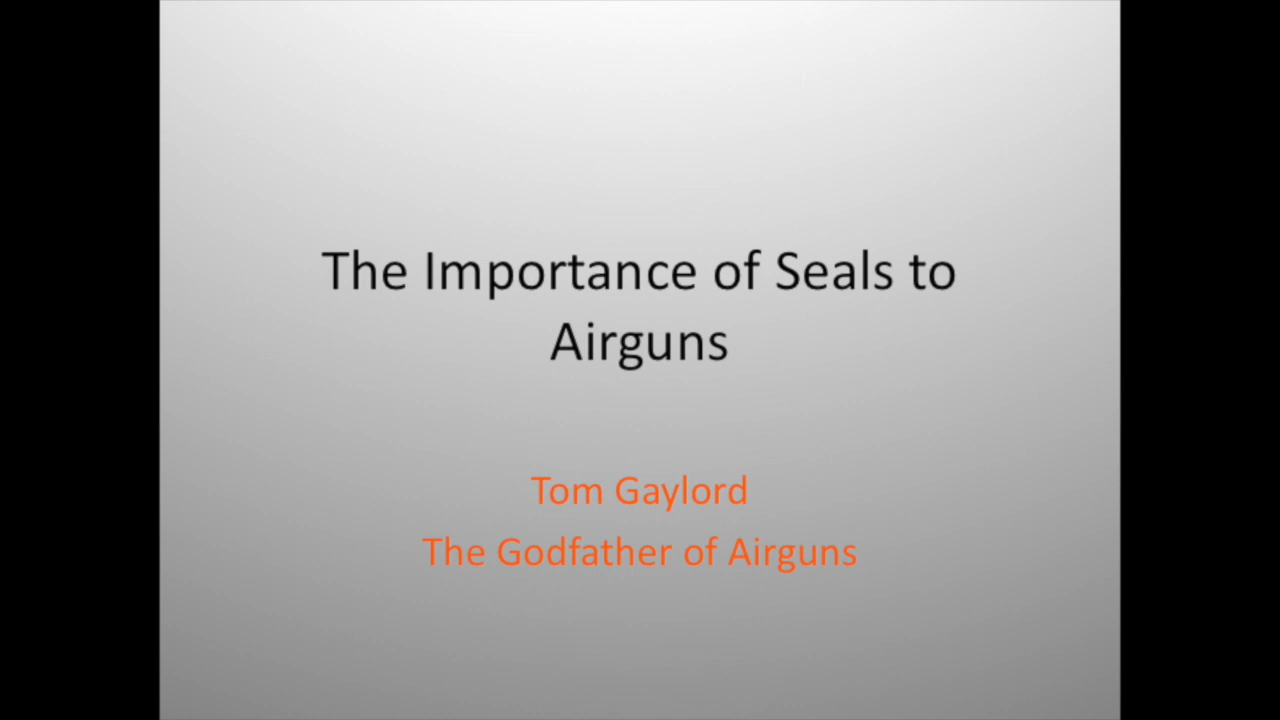 The Importance of Seals to
Airguns
Tom Gaylord
The Godfather of Airguns